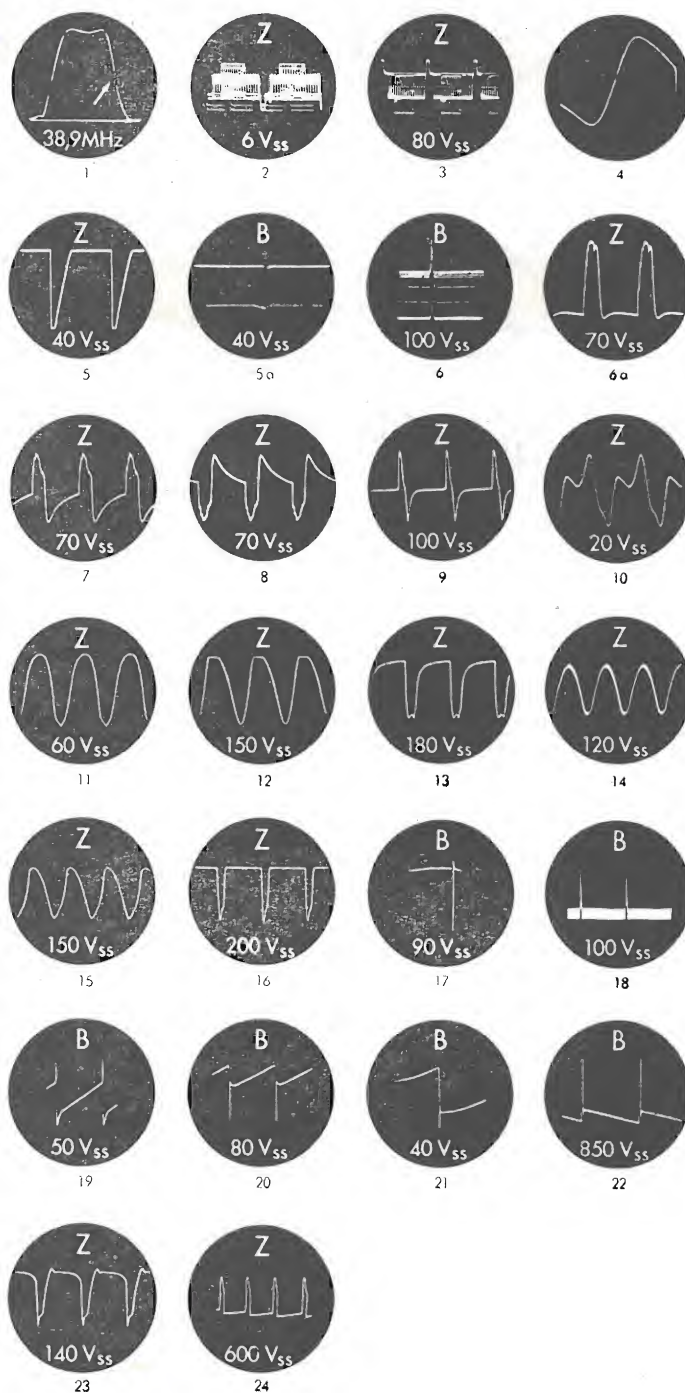 Z Z
38,9MHz 6 Vss 80 Vss
1 2 3 4
Z B B Z
40 Vss 40 Vss 100 Vss 70 Vss
5 5a 6 6a
Z Z Z Z
70 Vss 70 Vss 100 Vss 20 Vss
7 8 9 10
Z Z Z Z
60 Vss 150 Vss 180 Vss 120 Vss
11 12 13 14
Z Z B B
150 Vss 200 Vss 90 Vss 100 Vss
15 16 17 18
B B B B
50 Vss 80 Vss 40 Vss 850 Vss
19 20 21 22
Z Z
140 Vss 600 Vss
23 24